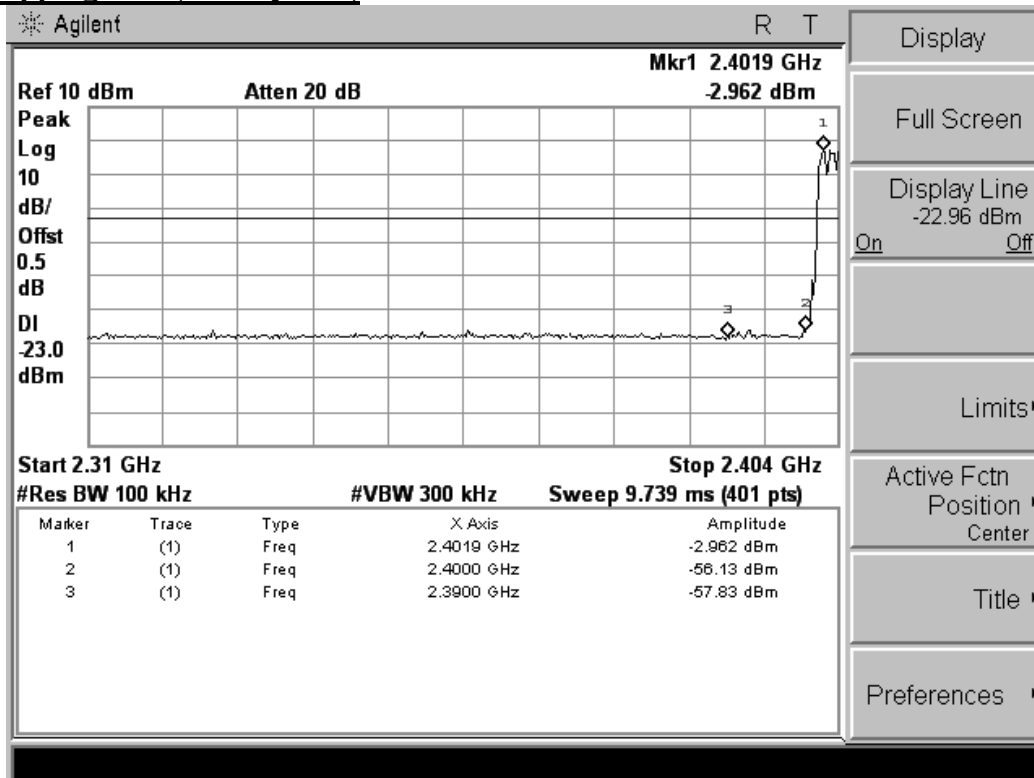 Agilent R T
Mkr1 2.4019 GHz
Ref 10 dBm Atten 20 dB -2.962 dBm
Peak
Log
10
dB/
Offst
0.5
dB
DI
-23.0
dBm
1
2
3
Start 2.31 GHz Stop 2.404 GHz
#Res BW 100 kHz #VBW 300 kHz Sweep 9.739 ms (401 pts)
Marker Trace Type X Axis Amplitude
1 (1) Freq 2.4019 GHz -2.962 dBm
2 (1) Freq 2.4000 GHz -56.13 dBm
3 (1) Freq 2.3900 GHz -57.83 dBm
Display
Full Screen
Display Line
-22.96 dBm
On Off
Limits
Active Fctn
Position
Center
Title
Preferences